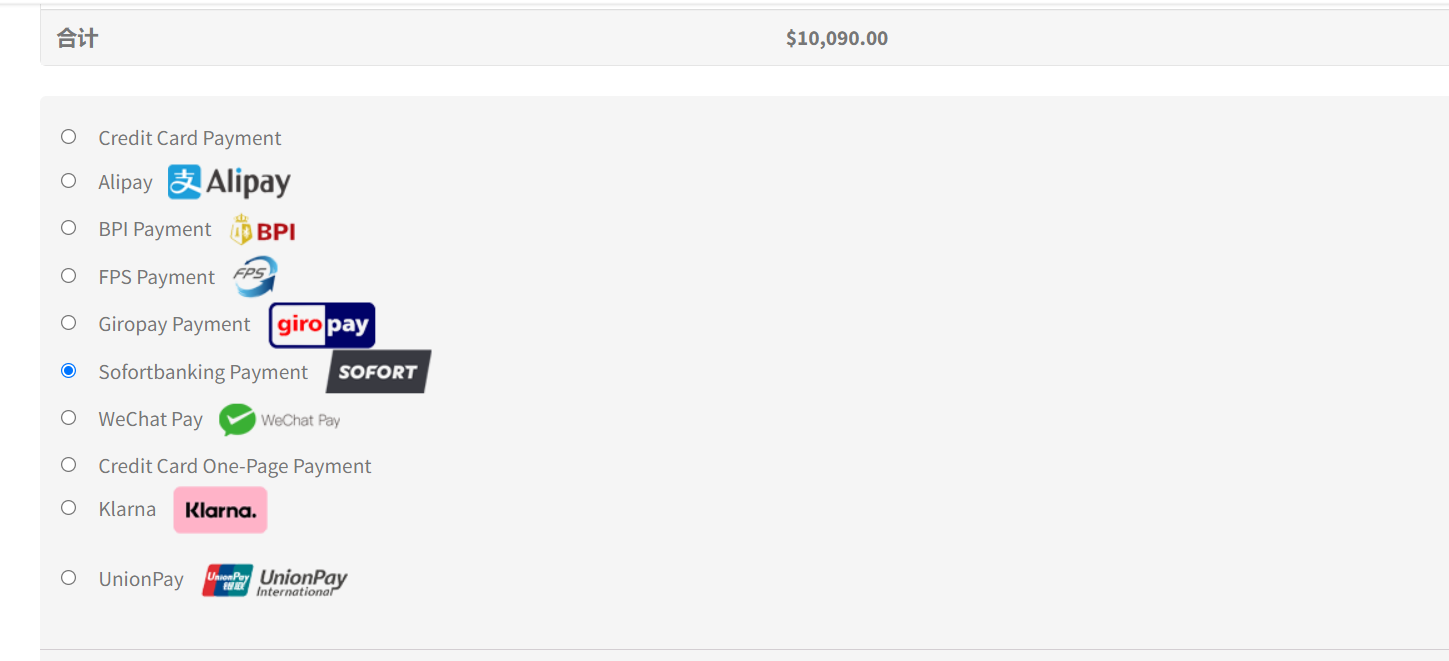 合计 $10,090.00
Credit Card Payment
Alipay 支 Alipay
BPI Payment BPI
FPS Payment FPS
Giropay Payment giropay
Sofortbanking Payment SOFORT
WeChat Pay WeChat Pay
Credit Card One-Page Payment
Klarna Klarna.
UnionPay UnionPay 银联 UnionPay
International